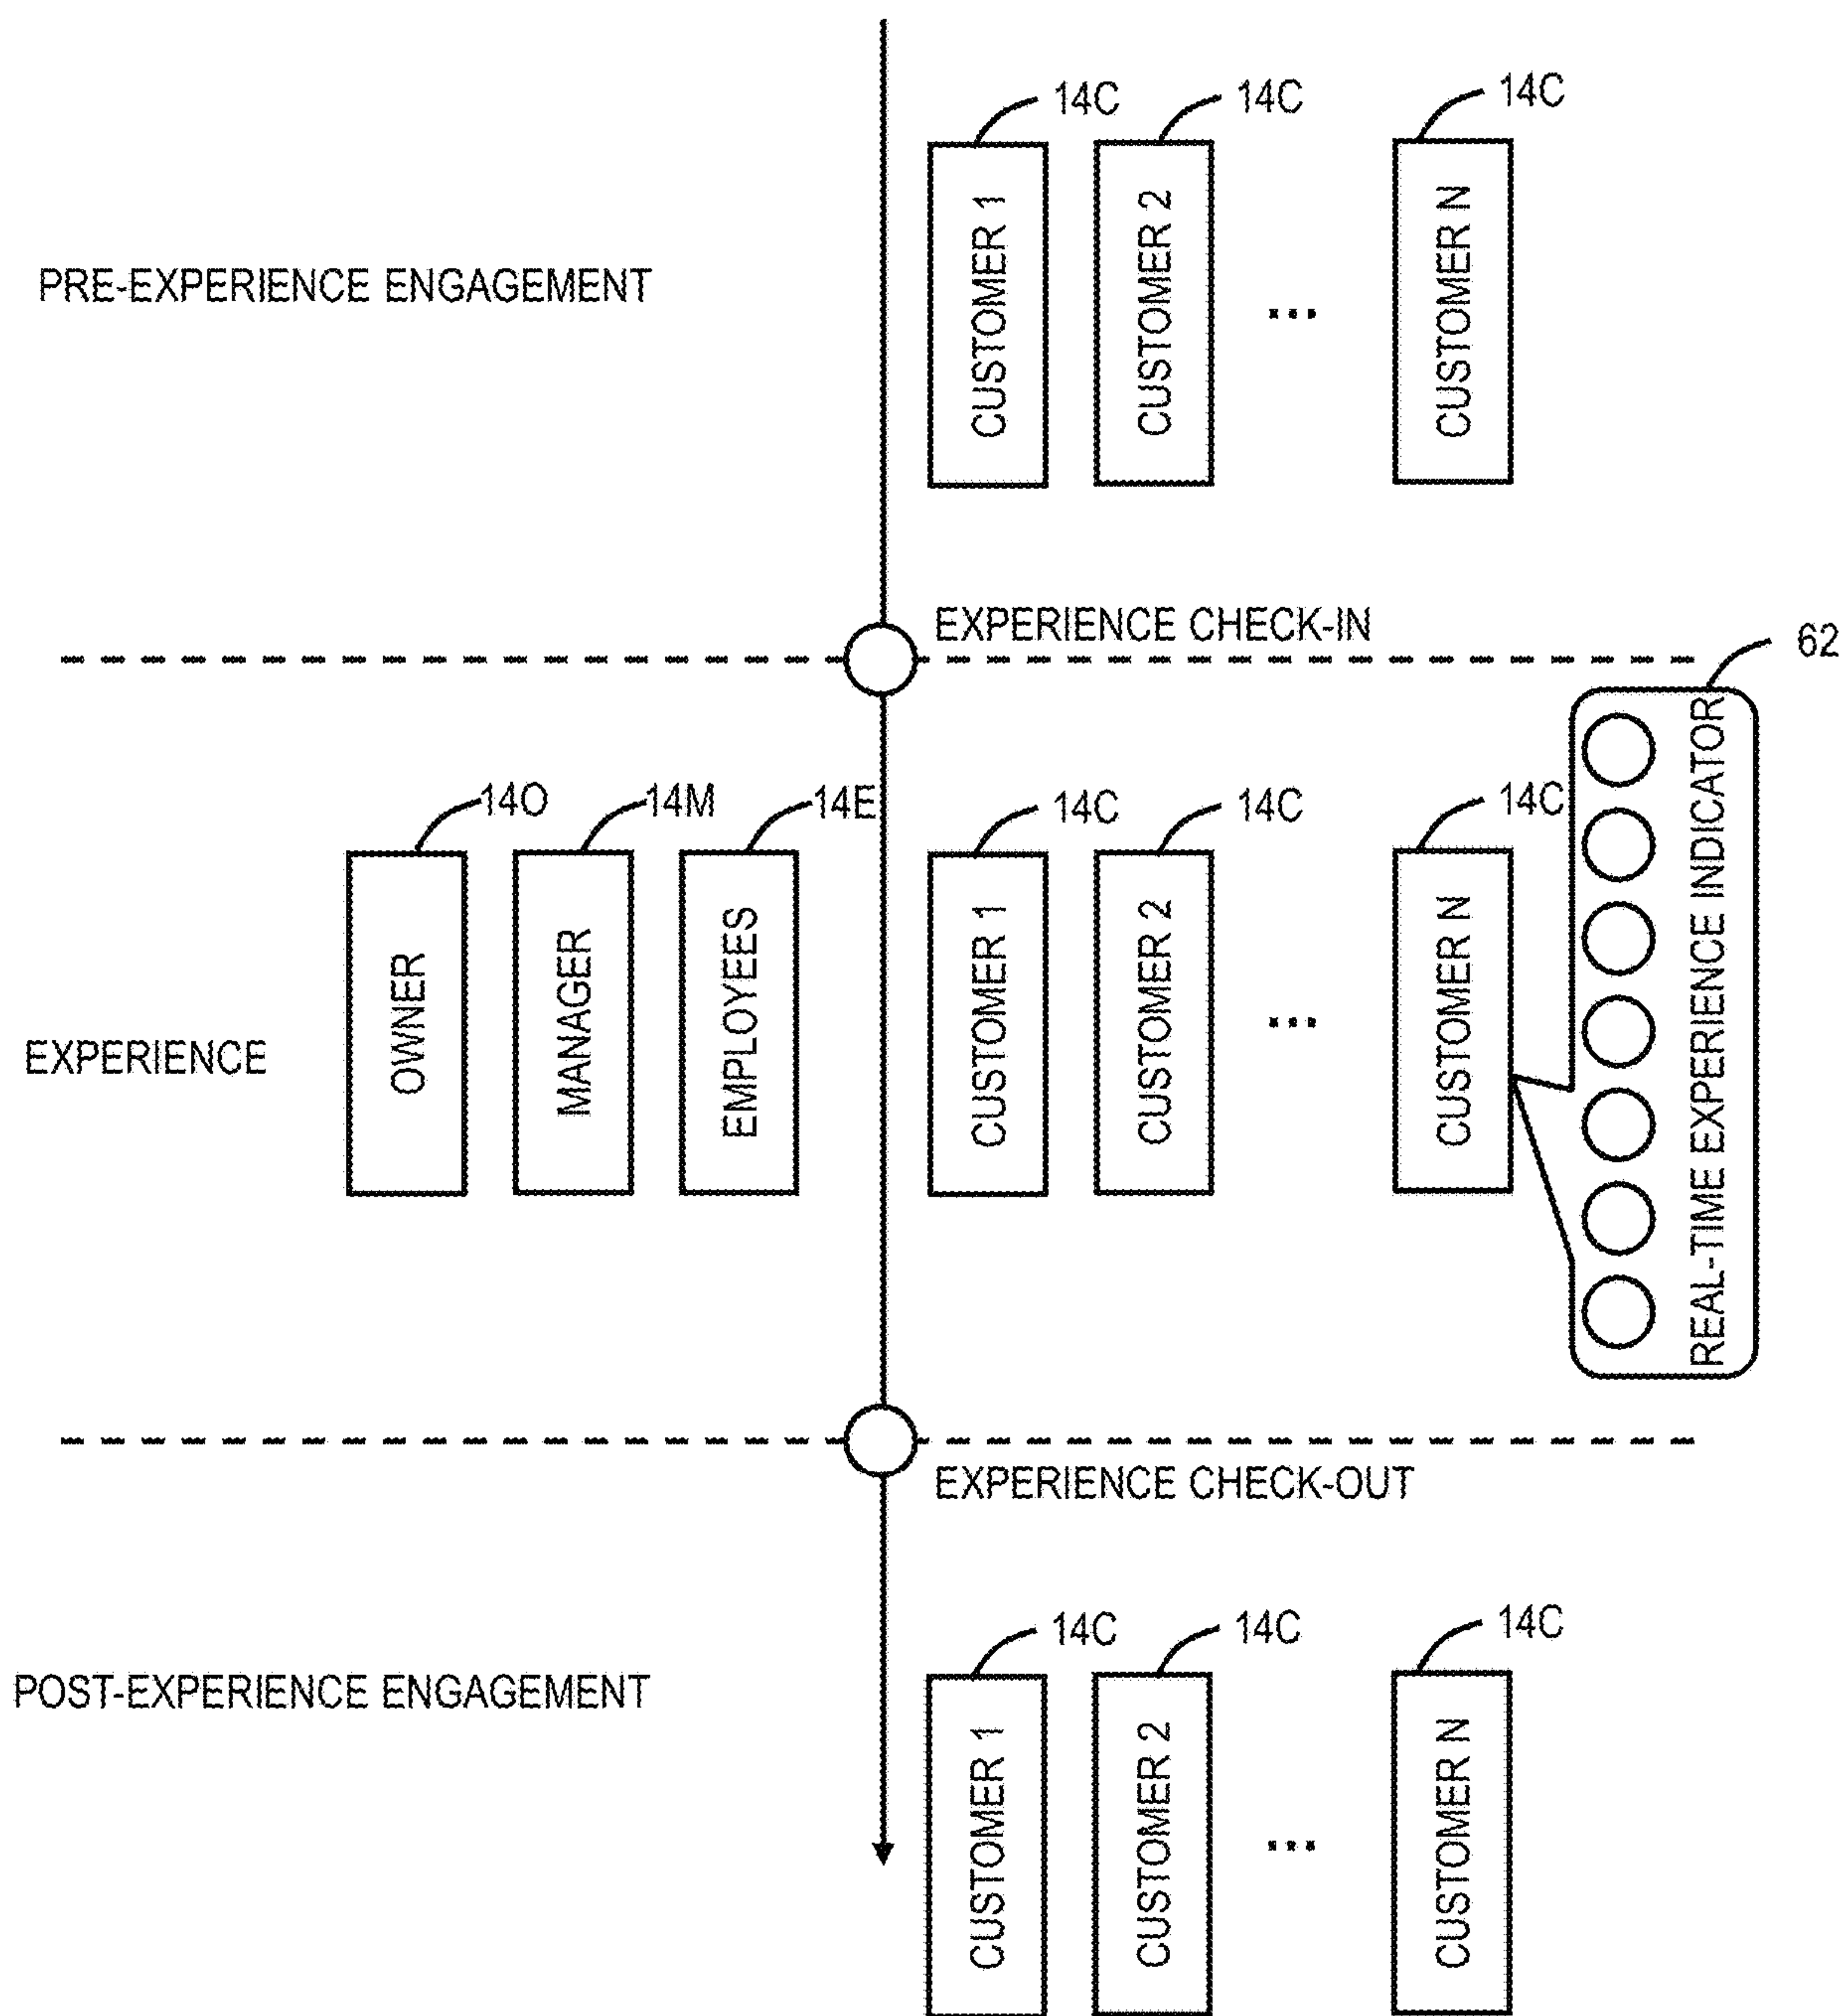 14C
14C
14C
CUSTOMER 1
CUSTOMER 2
...
CUSTOMER N
PRE-EXPERIENCE ENGAGEMENT
EXPERIENCE CHECK-IN
62
14O
14M
14E
14C
14C
14C
OWNER
MANAGER
EMPLOYEES
CUSTOMER 1
CUSTOMER 2
...
CUSTOMER N
REAL-TIME EXPERIENCE INDICATOR
EXPERIENCE
EXPERIENCE CHECK-OUT
14C
14C
14C
POST-EXPERIENCE ENGAGEMENT
CUSTOMER 1
CUSTOMER 2
...
CUSTOMER N